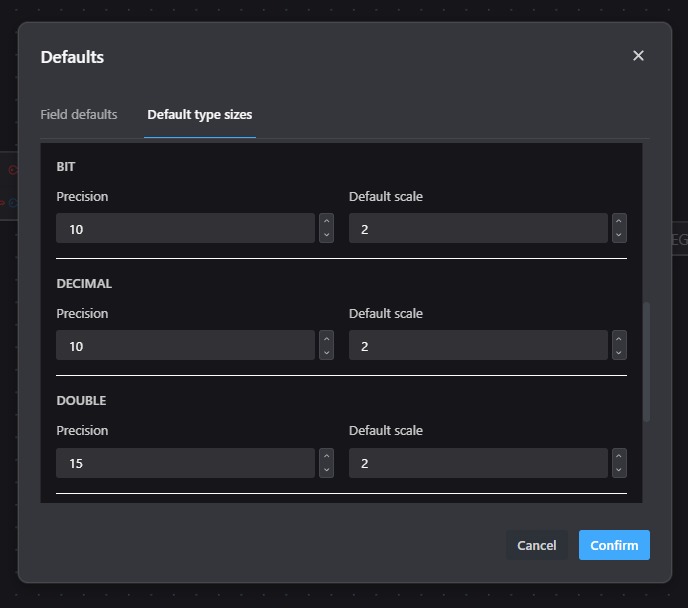 Defaults
Field defaults Default type sizes
BIT
Precision Default scale
10 2
DECIMAL
Precision Default scale
10 2
DOUBLE
Precision Default scale
15 2
Cancel Confirm
EG